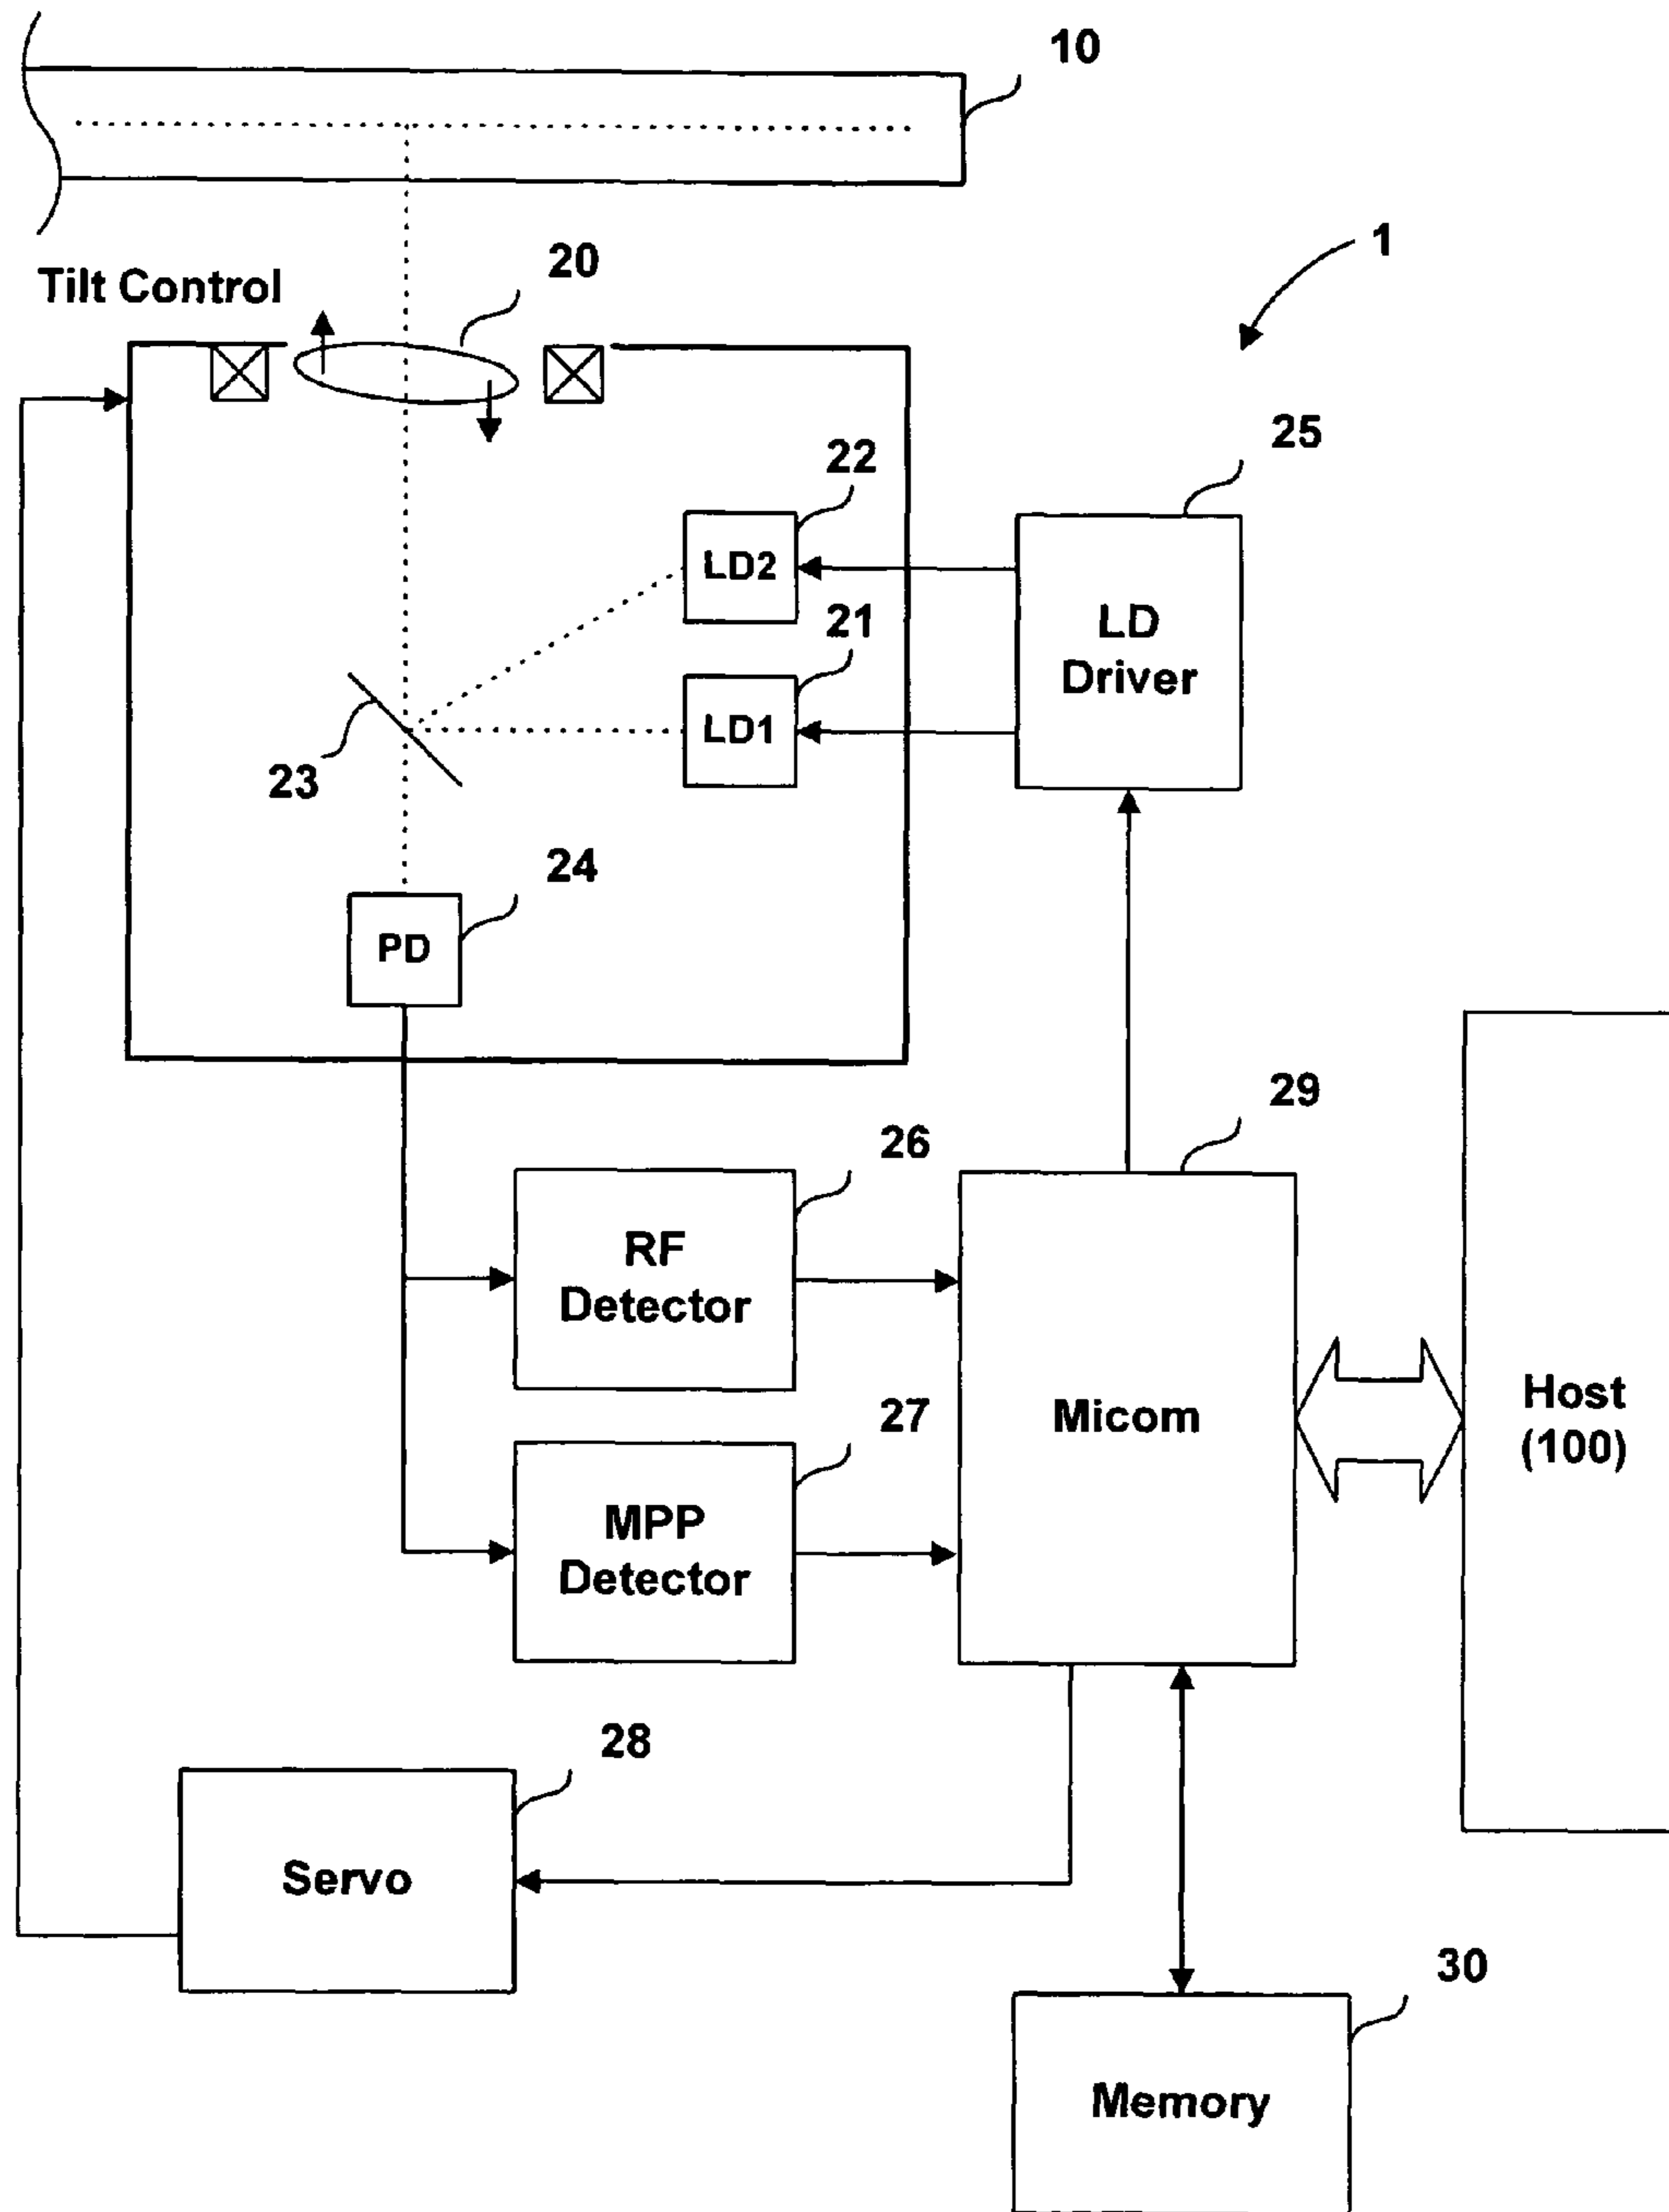 10
1
Tilt Control
20
22
25
LD2
21
LD
Driver
LD1
23
24
PD
29
26
RF
Detector
27
Micom
Host
(100)
MPP
Detector
28
Servo
30
Memory